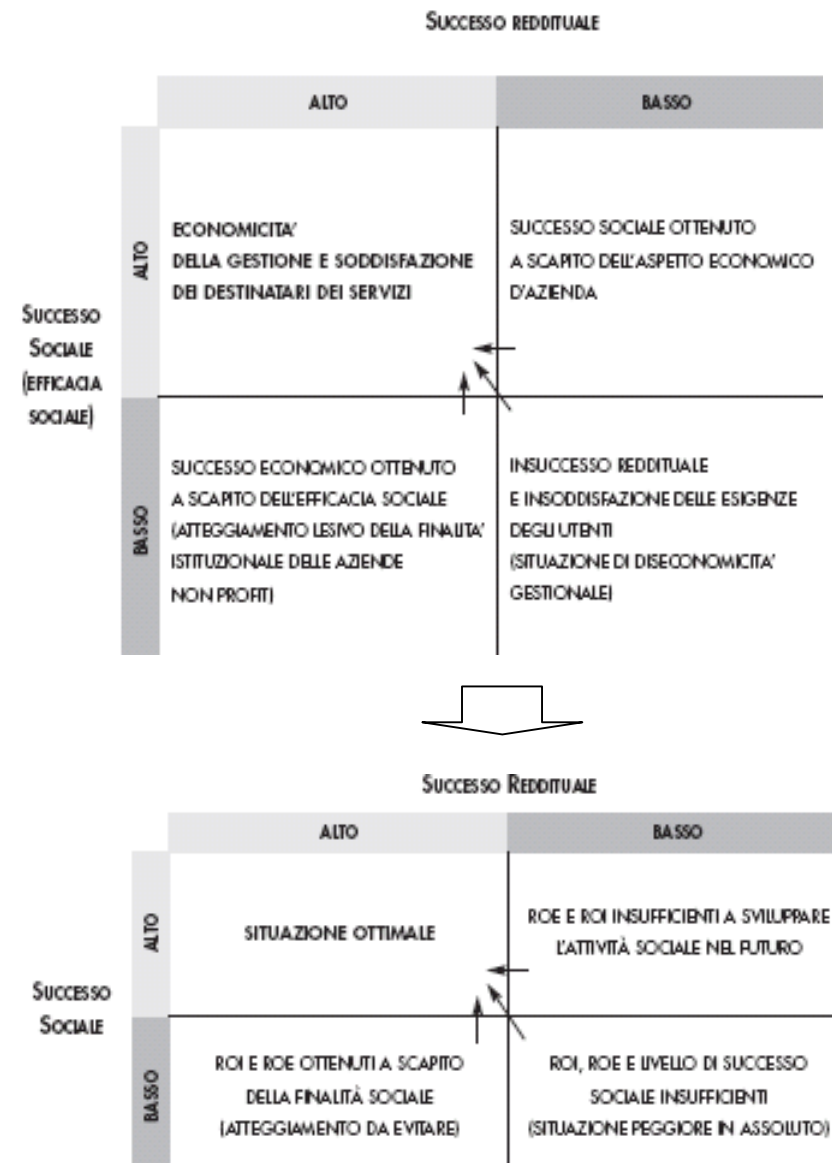 SUCCESSO REDDITUALE
ALTO
BASSO
SUCCESSO
SOCIALE
(EFFICACIA
SOCIALE)
ALTO
ECONOMICITA'
DELLA GESTIONE E SODDISFAZIONE
DEI DESTINATARI DEI SERVIZI
SUCCESSO SOCIALE OTTENUTO
A SCAPITO DELL'ASPETTO ECONOMICO
D'AZIENDA
BASSO
SUCCESSO ECONOMICO OTTENUTO
A SCAPITO DELL'EFFICACIA SOCIALE
(ATTEGGIAMENTO LESIVO DELLA FINALITA'
ISTITUZIONALE DELLE AZIENDE
NON PROFIT)
INSUCCESSO REDDITUALE
E INSODDISFAZIONE DELLE ESIGENZE
DEGLI UTENTI
(SITUAZIONE DI DISECONOMICITA'
GESTIONALE)
SUCCESSO REDDITUALE
ALTO
BASSO
SUCCESSO
SOCIALE
ALTO
SITUAZIONE OTTIMALE
ROE E ROI INSUFFICIENTI A SVILUPPARE
L'ATTIVITÀ SOCIALE NEL FUTURO
BASSO
ROI E ROE OTTENUTI A SCAPITO
DELLA FINALITÀ SOCIALE
(ATTEGGIAMENTO DA EVITARE)
ROI, ROE E LIVELLO DI SUCCESSO
SOCIALE INSUFFICIENTI
(SITUAZIONE PEGGIORE IN ASSOLUTO)